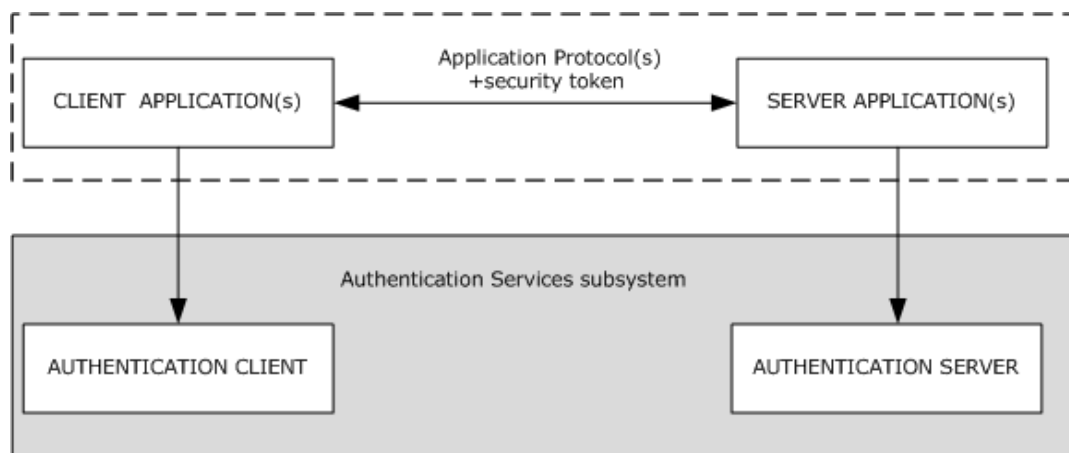 Application Protocol(s)
+security token
CLIENT APPLICATION(s)
SERVER APPLICATION(s)
Authentication Services subsystem
AUTHENTICATION CLIENT
AUTHENTICATION SERVER